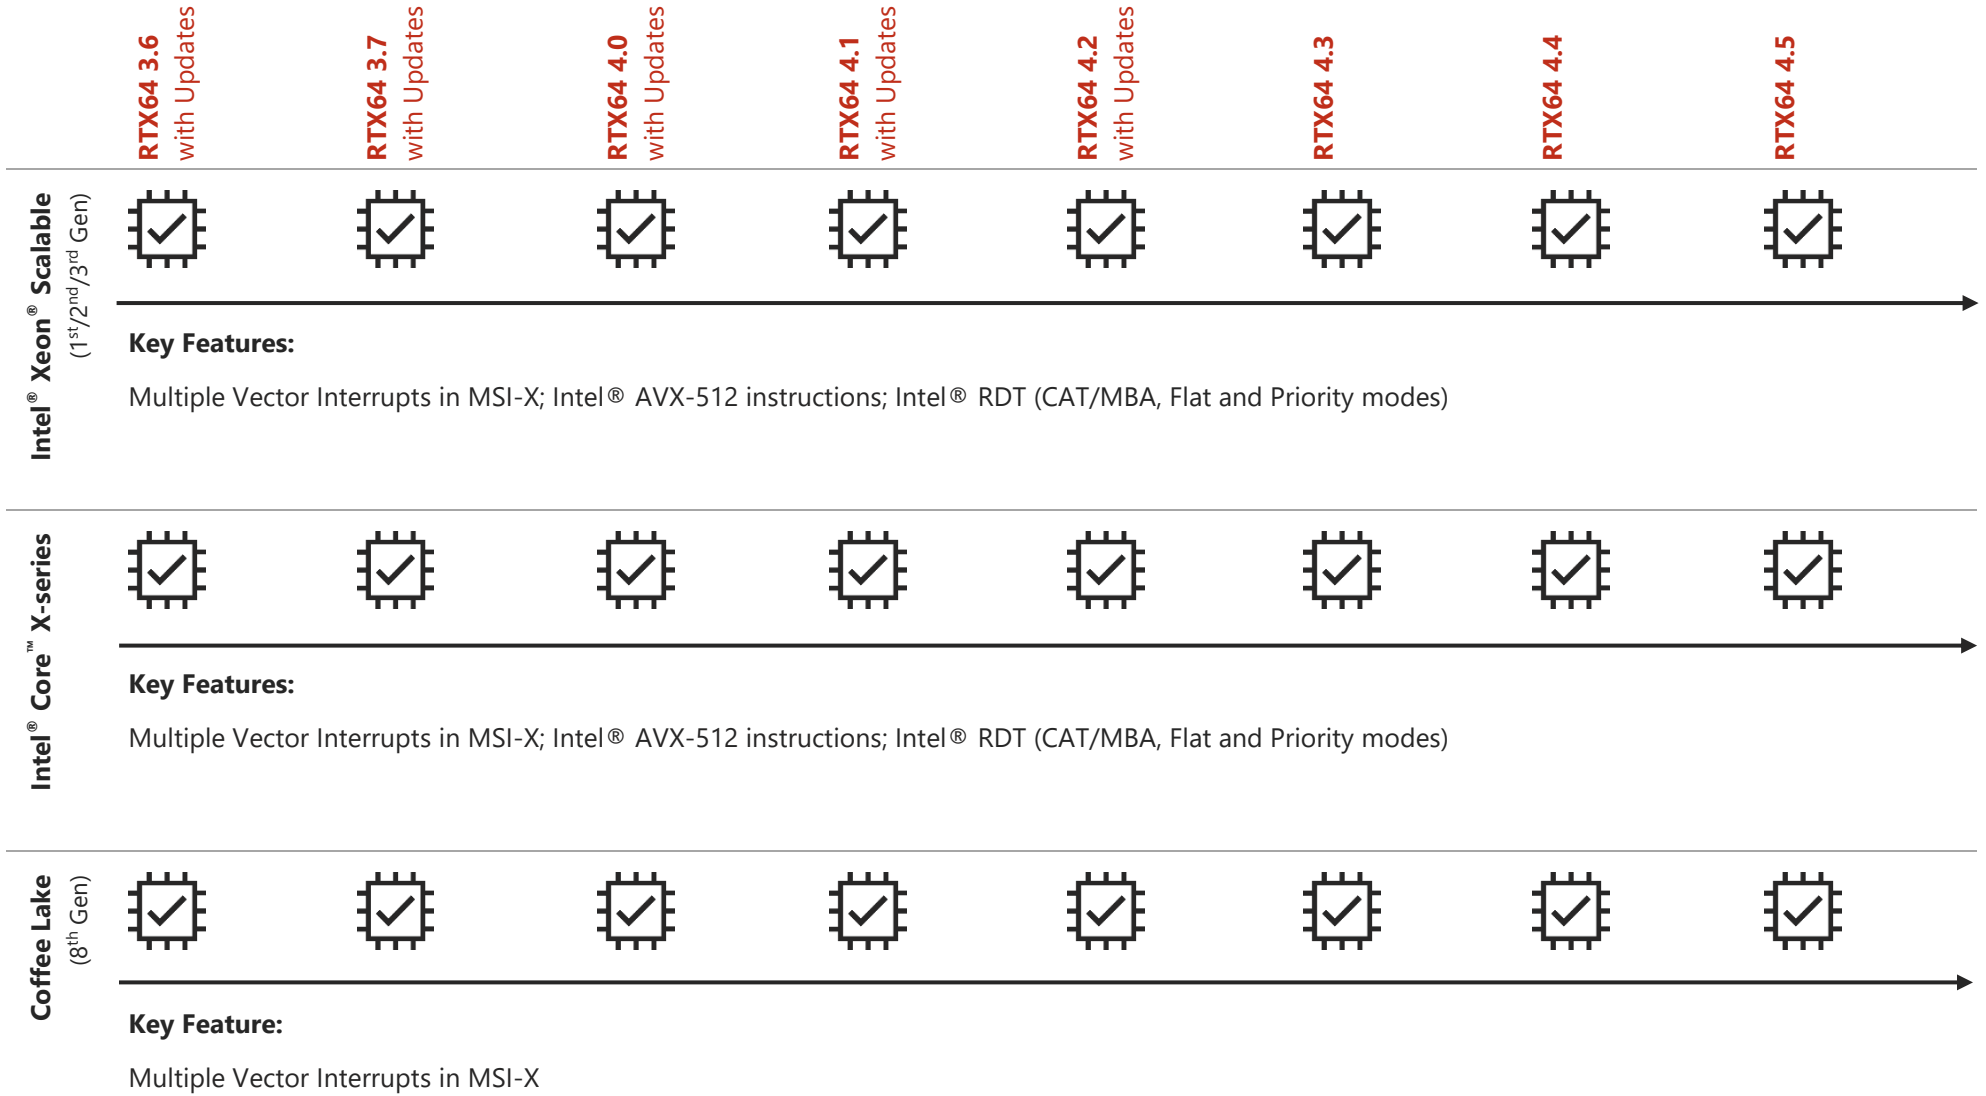 RTX64 3.6
with Updates
RTX64 3.7
with Updates
RTX64 4.0
with Updates
RTX64 4.1
with Updates
RTX64 4.2
with Updates
RTX64 4.3
RTX64 4.4
RTX64 4.5
Intel® Xeon® Scalable
(1st/2nd/3rd Gen)
Key Features:
Multiple Vector Interrupts in MSI-X; Intel® AVX-512 instructions; Intel® RDT (CAT/MBA, Flat and Priority modes)
Intel® Core™ X-series
Key Features:
Multiple Vector Interrupts in MSI-X; Intel® AVX-512 instructions; Intel® RDT (CAT/MBA, Flat and Priority modes)
Coffee Lake
(8th Gen)
Key Feature:
Multiple Vector Interrupts in MSI-X